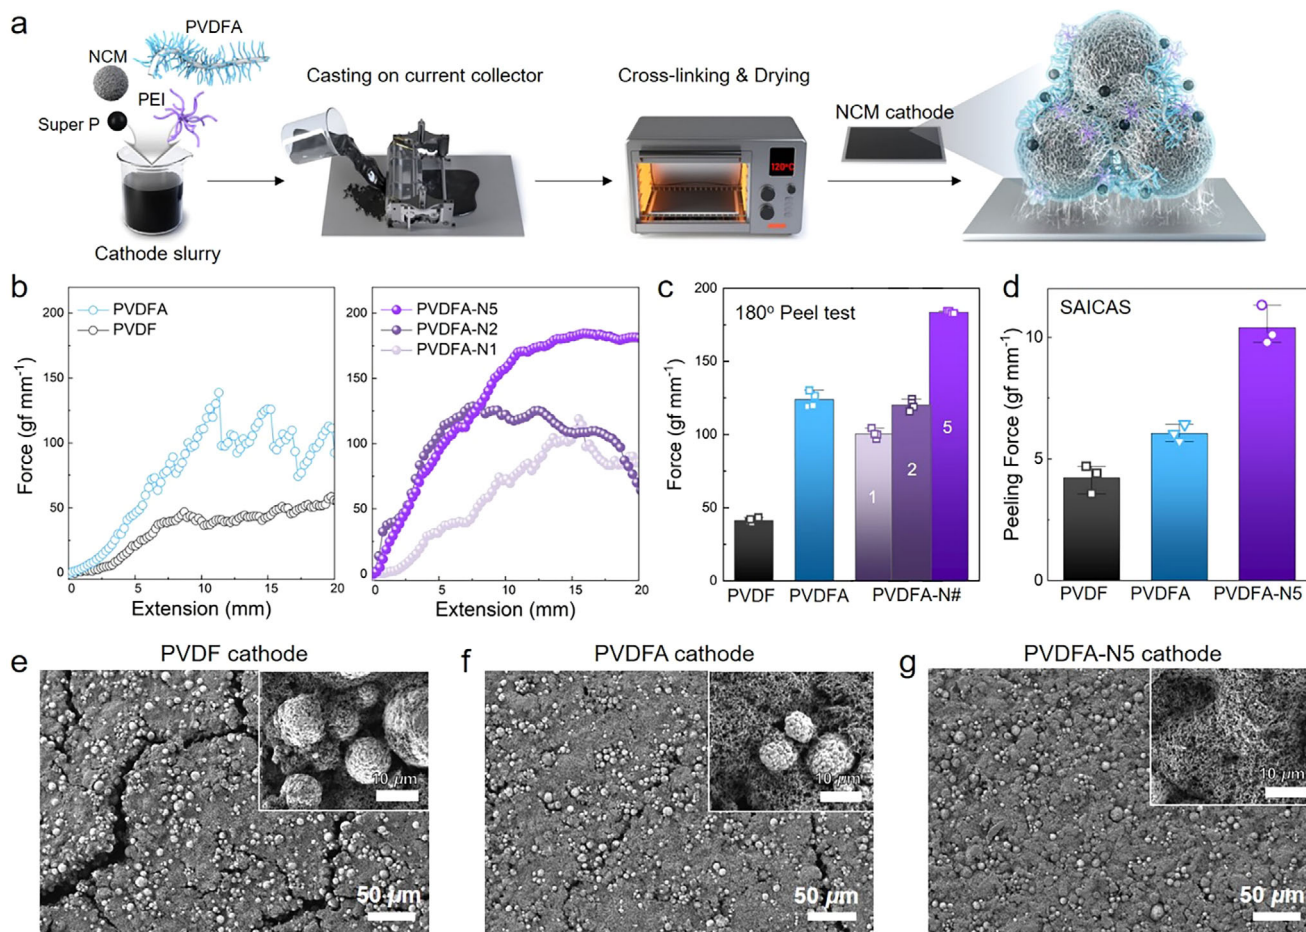 a
PVDFA
NCM
PEI
Super P
Cathode slurry
Casting on current collector
Cross-linking & Drying
120°C
NCM cathode
b
Force (gf mm⁻¹)
200
150
100
50
0
PVDFA
PVDF
0 5 10 15 20
Extension (mm)
200
150
100
50
0
PVDFA-N5
PVDFA-N2
PVDFA-N1
0 5 10 15 20
Extension (mm)
c
180° Peel test
Force (gf mm⁻¹)
200
150
100
50
0
1
2
5
PVDF PVDFA PVDFA-N#
d
SAICAS
Peeling Force (gf mm⁻¹)
10
5
0
PVDF PVDFA PVDFA-N5
e
PVDF cathode
10 µm
50 µm
f
PVDFA cathode
10 µm
50 µm
g
PVDFA-N5 cathode
10 µm
50 µm